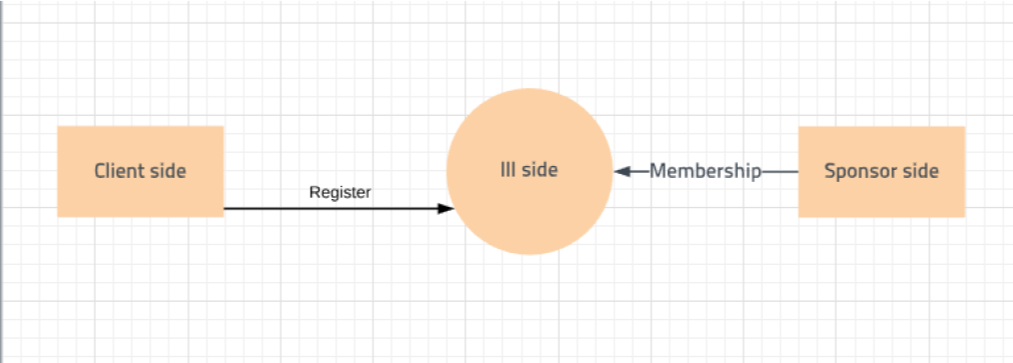 Client side
Register
III side
Membership
Sponsor side